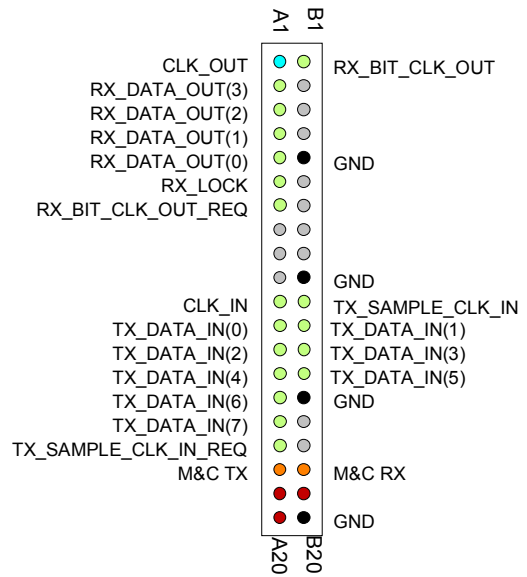 A1 B1
CLK_OUT RX_BIT_CLK_OUT
RX_DATA_OUT(3)
RX_DATA_OUT(2)
RX_DATA_OUT(1)
RX_DATA_OUT(0) GND
RX_LOCK
RX_BIT_CLK_OUT_REQ
GND
CLK_IN TX_SAMPLE_CLK_IN
TX_DATA_IN(0) TX_DATA_IN(1)
TX_DATA_IN(2) TX_DATA_IN(3)
TX_DATA_IN(4) TX_DATA_IN(5)
TX_DATA_IN(6) GND
TX_DATA_IN(7)
TX_SAMPLE_CLK_IN_REQ
M&C TX M&C RX
GND
A20 B20